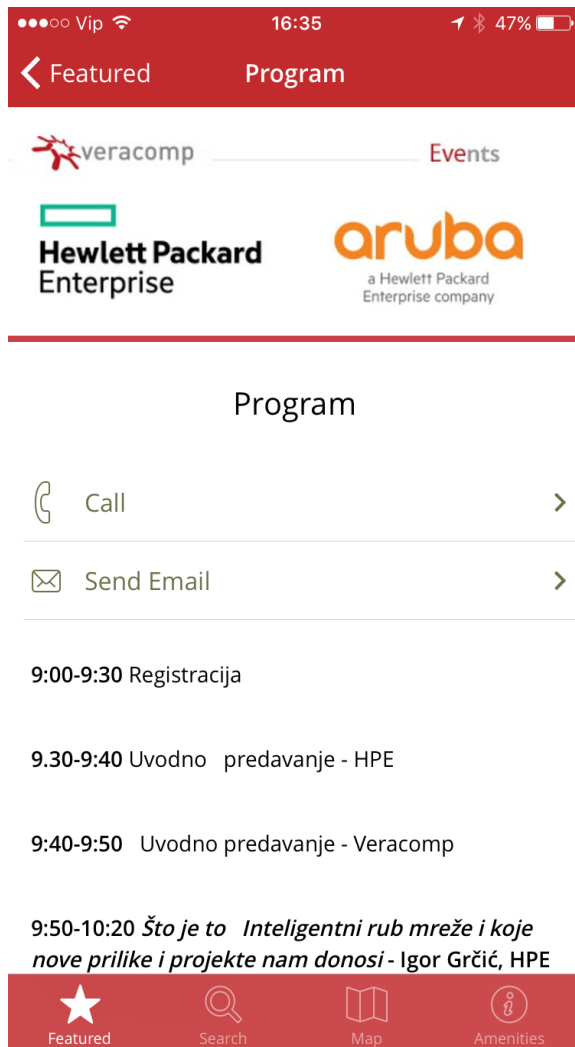 Vip 16:35 47%
Featured Program
veracomp Events
Hewlett Packard
Enterprise
aruba
a Hewlett Packard
Enterprise company
Program
Call
Send Email
9:00-9:30 Registracija
9.30-9:40 Uvodno predavanje - HPE
9:40-9:50 Uvodno predavanje - Veracomp
9:50-10:20 Što je to Inteligentni rub mreže i koje
nove prilike i projekte nam donosi - Igor Grčić, HPE
Featured Search Map Amenities